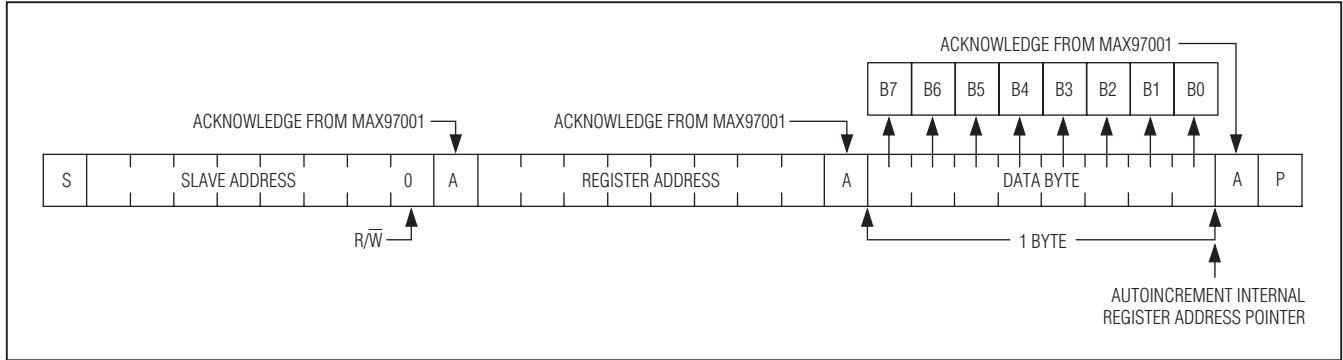 ACKNOWLEDGE FROM MAX97001
B7 B6 B5 B4 B3 B2 B1 B0
ACKNOWLEDGE FROM MAX97001
ACKNOWLEDGE FROM MAX97001
S SLAVE ADDRESS 0 A REGISTER ADDRESS A DATA BYTE A P
R/W̅
1 BYTE
AUTOINCREMENT INTERNAL
REGISTER ADDRESS POINTER